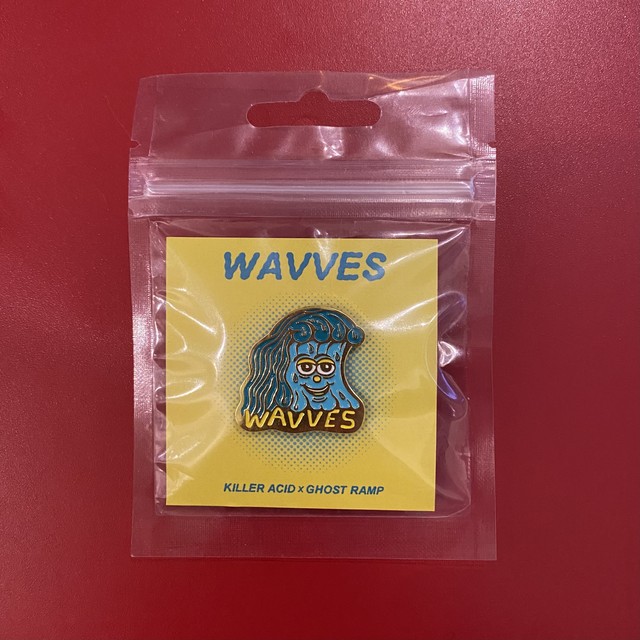 WAVVES
WAVVES
KILLER ACID x GHOST RAMP